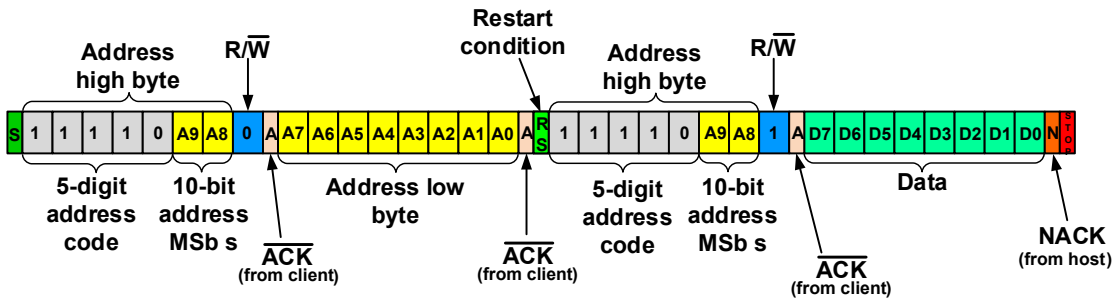 Restart
condition
Address
high byte
R/W̅
Address
high byte
R/W̅
S 1 1 1 1 0 A9 A8 0 A A7 A6 A5 A4 A3 A2 A1 A0 A RS 1 1 1 1 0 A9 A8 1 A D7 D6 D5 D4 D3 D2 D1 D0 N STOP
5-digit
address
code
10-bit
address
MSb s
A̅C̅K̅
(from client)
Address low
byte
A̅C̅K̅
(from client)
5-digit
address
code
10-bit
address
MSb s
A̅C̅K̅
(from client)
Data
NACK
(from host)